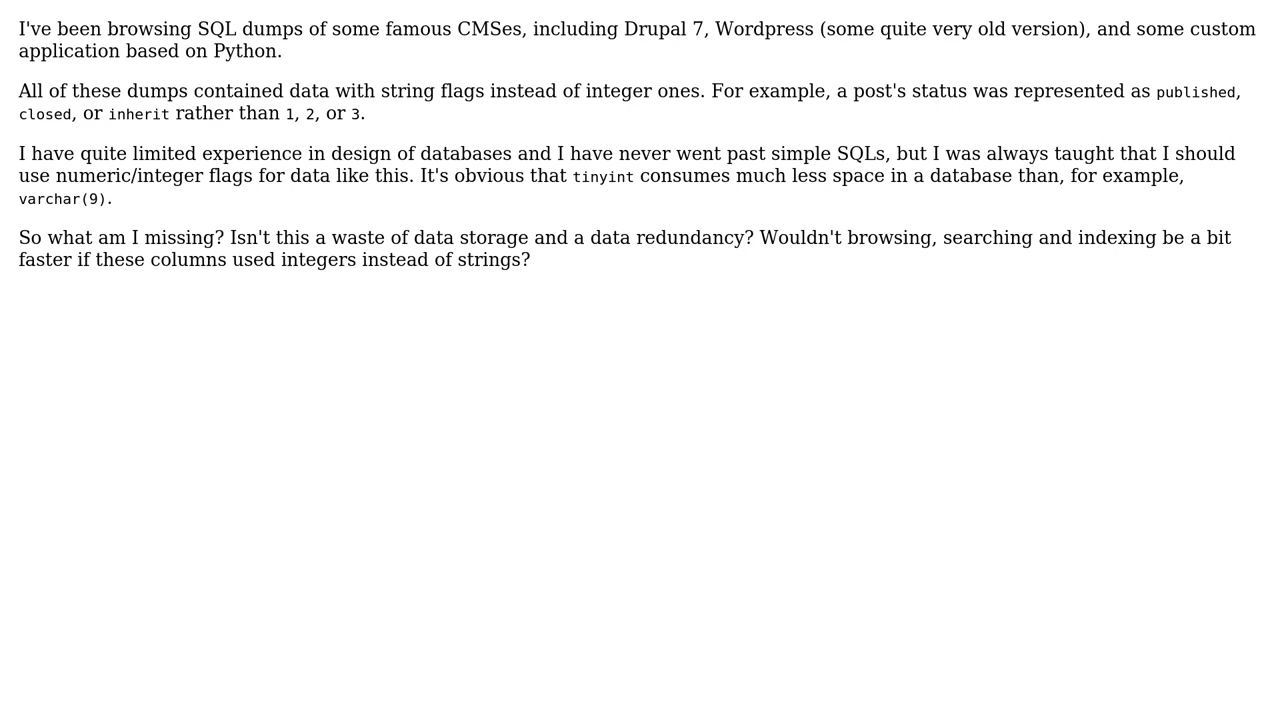 I've been browsing SQL dumps of some famous CMSes, including Drupal 7, Wordpress (some quite very old version), and some custom
application based on Python.
All of these dumps contained data with string flags instead of integer ones. For example, a post's status was represented as published,
closed, or inherit rather than 1, 2, or 3.
I have quite limited experience in design of databases and I have never went past simple SQLs, but I was always taught that I should
use numeric/integer flags for data like this. It's obvious that tinyint consumes much less space in a database than, for example,
varchar(9).
So what am I missing? Isn't this a waste of data storage and a data redundancy? Wouldn't browsing, searching and indexing be a bit
faster if these columns used integers instead of strings?